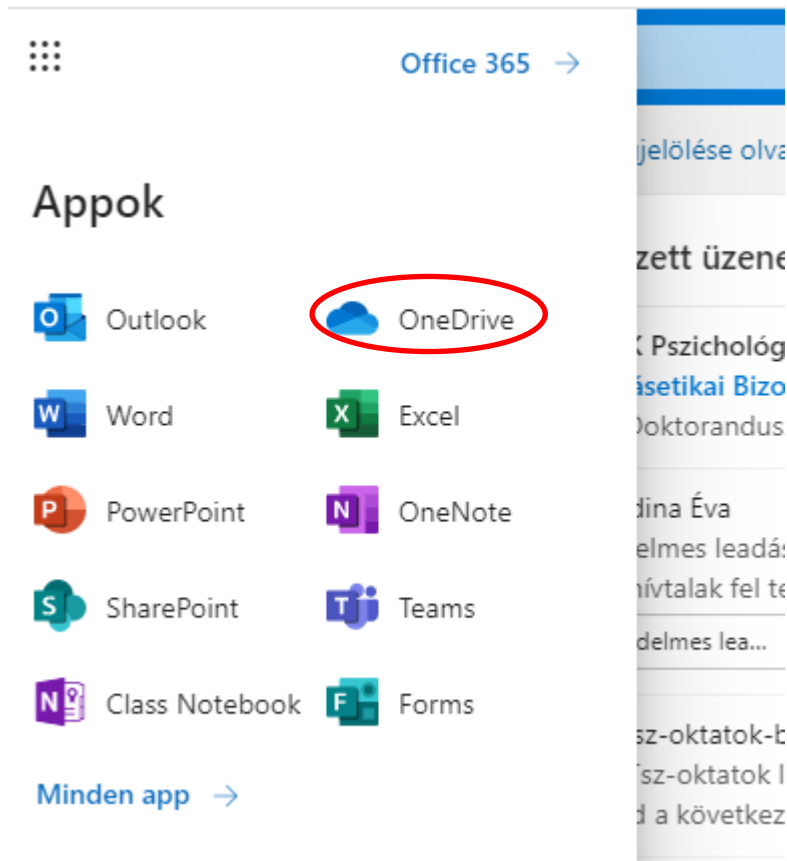 Office 365 →
Appok
Outlook OneDrive
Word Excel
PowerPoint OneNote
SharePoint Teams
Class Notebook Forms
Minden app →
jelölése olva
zett üzene
K Pszichológ
ásetikai Bizo
Doktorandus
dina Éva
elmes leadás
hívtalak fel te
delmes lea...
sz-oktatok-b
sz-oktatok l
d a következ